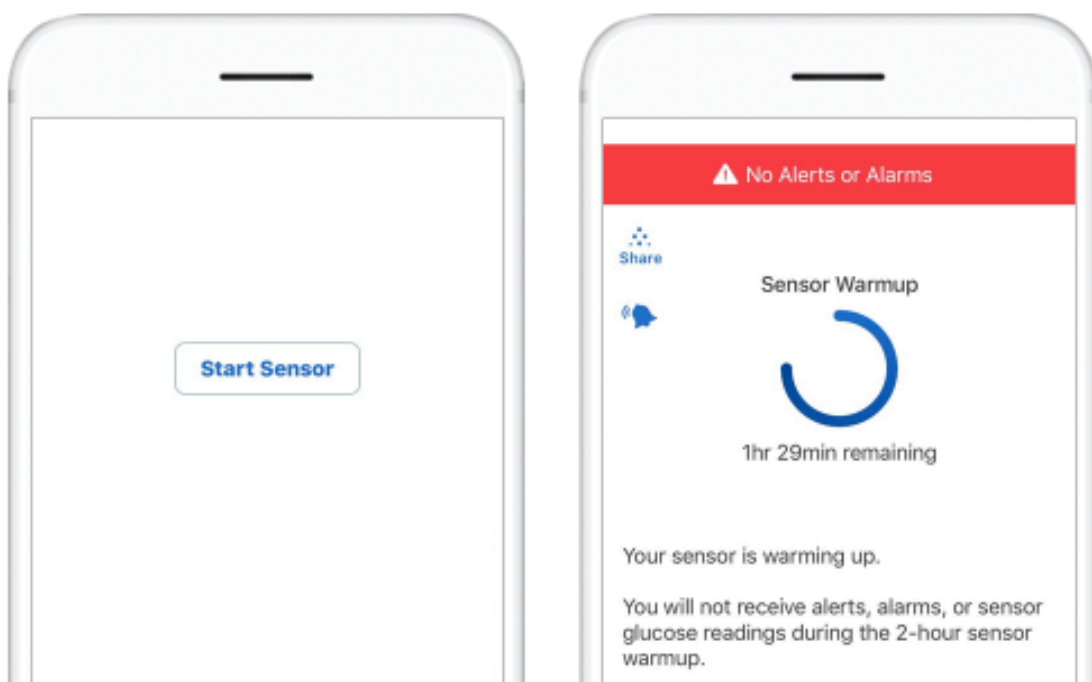 Start Sensor
No Alerts or Alarms
Share
Sensor Warmup
1hr 29min remaining
Your sensor is warming up.
You will not receive alerts, alarms, or sensor
glucose readings during the 2-hour sensor
warmup.